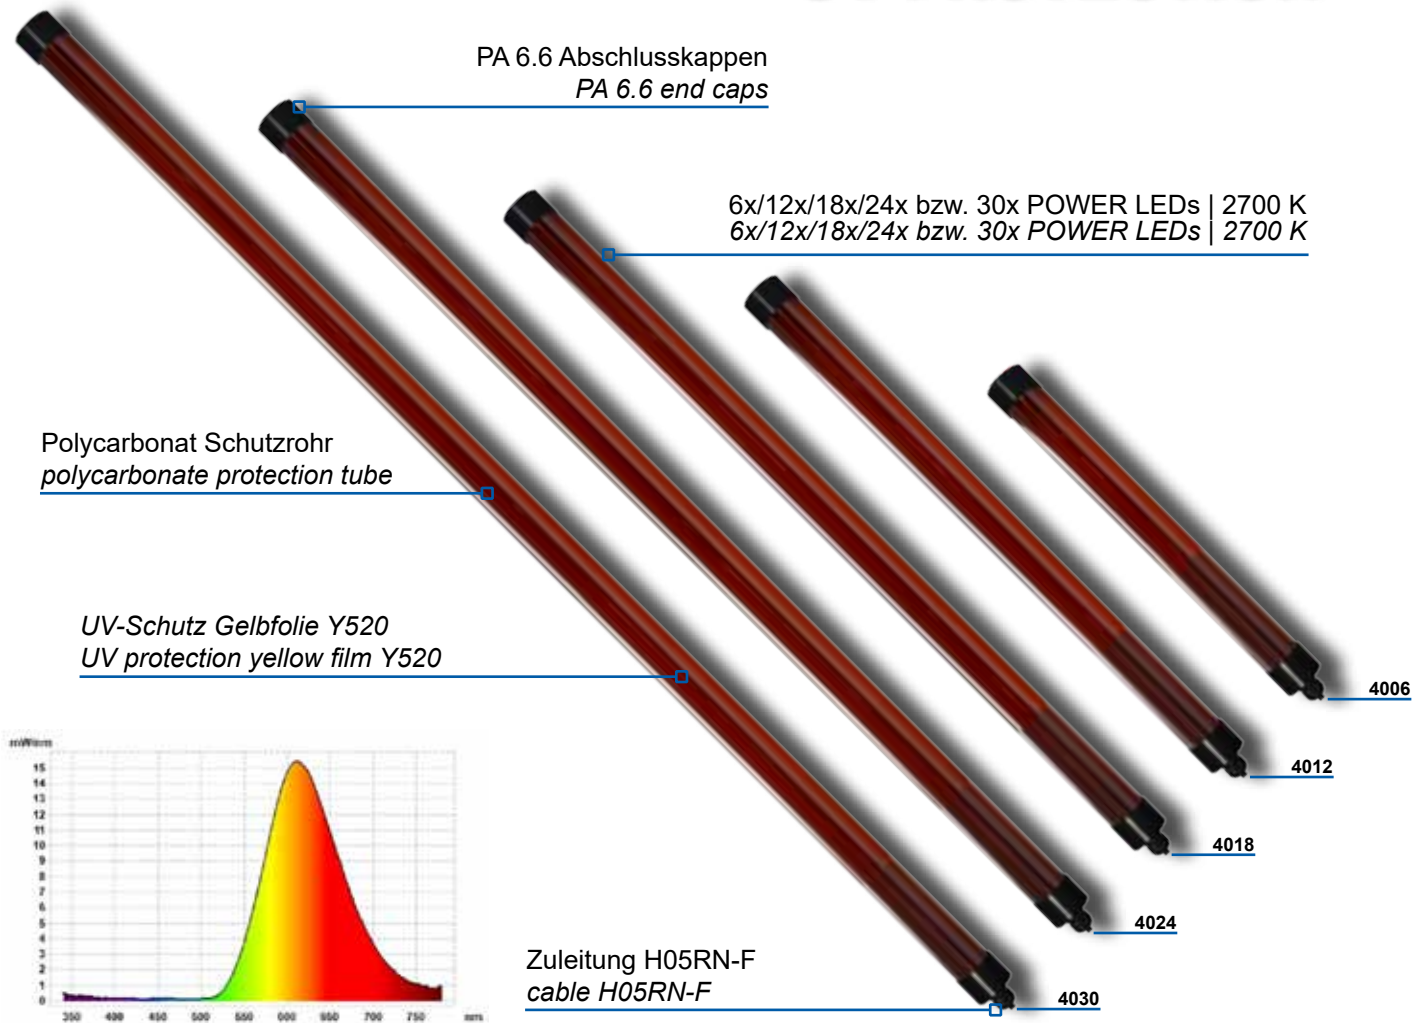 PA 6.6 Abschlusskappen
PA 6.6 end caps
6x/12x/18x/24x bzw. 30x POWER LEDs | 2700 K
6x/12x/18x/24x bzw. 30x POWER LEDs | 2700 K
Polycarbonat Schutzrohr
polycarbonate protection tube
UV-Schutz Gelbfolie Y520
UV protection yellow film Y520
4006
4012
4018
4024
4030
Zuleitung H05RN-F
cable H05RN-F
15
14
13
12
11
10
9
8
7
6
5
4
3
2
1
0
350 400 450 500 550 600 650 700 750 nm